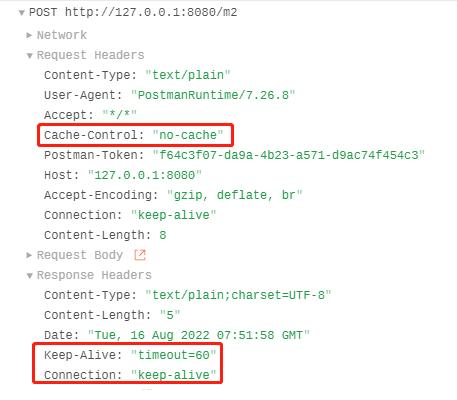 POST http://127.0.0.1:8080/m2
Network
Request Headers
Content-Type: "text/plain"
User-Agent: "PostmanRuntime/7.26.8"
Accept: "*/*"
Cache-Control: "no-cache"
Postman-Token: "f64c3f07-da9a-4b23-a571-d9ac74f454c3"
Host: "127.0.0.1:8080"
Accept-Encoding: "gzip, deflate, br"
Connection: "keep-alive"
Content-Length: 8
Request Body
Response Headers
Content-Type: "text/plain;charset=UTF-8"
Content-Length: "5"
Date: "Tue, 16 Aug 2022 07:51:58 GMT"
Keep-Alive: "timeout=60"
Connection: "keep-alive"